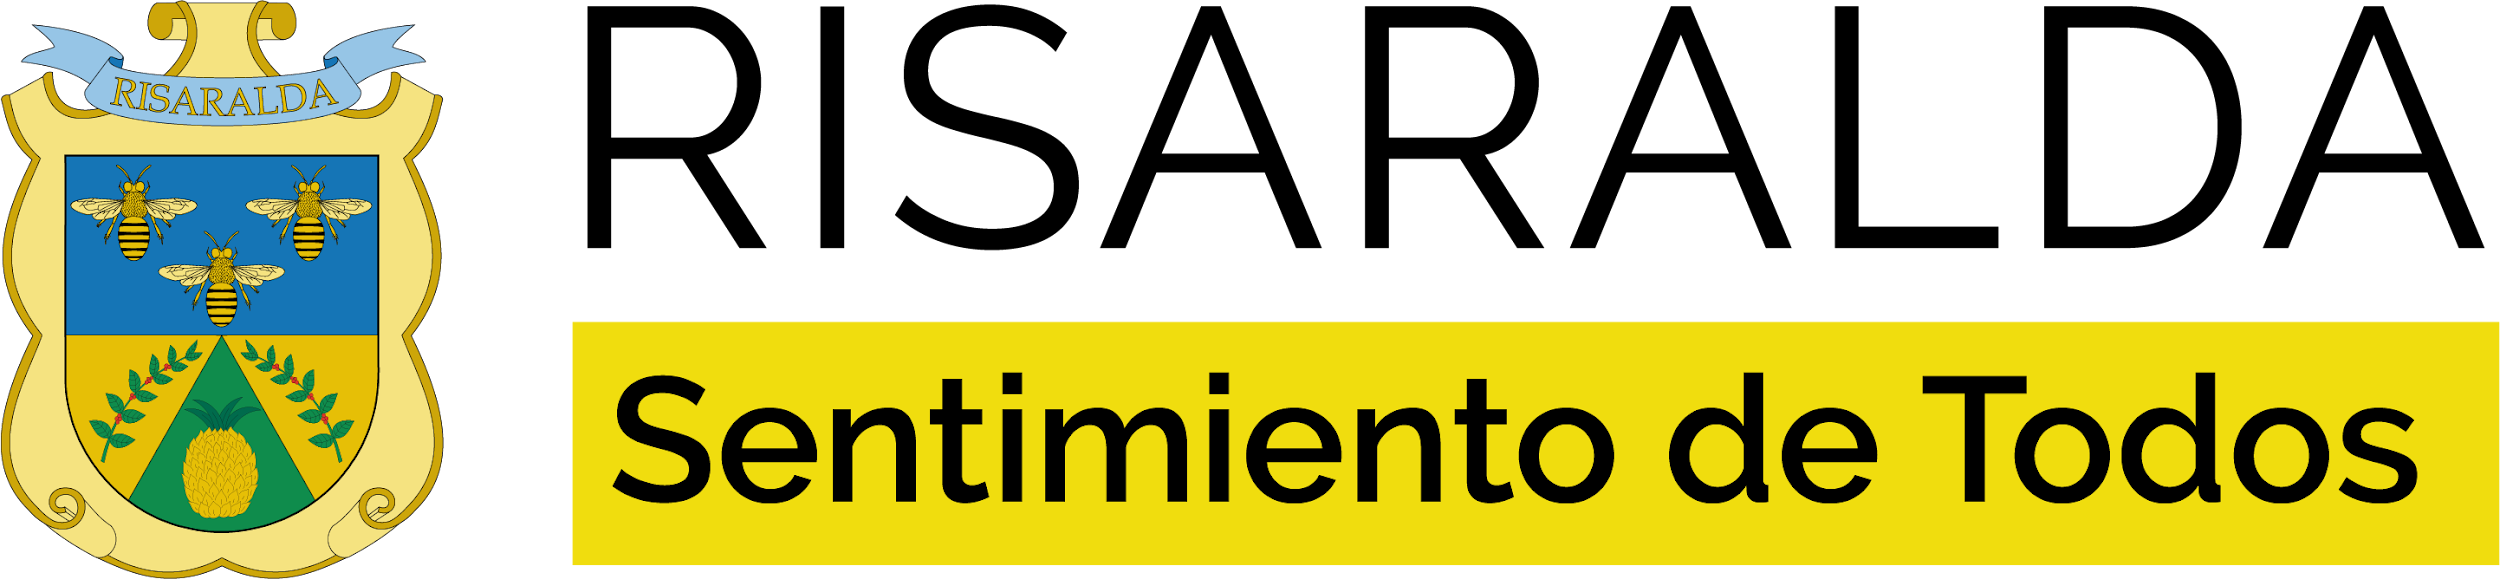 RISARALDA
RISARALDA
Sentimiento de Todos